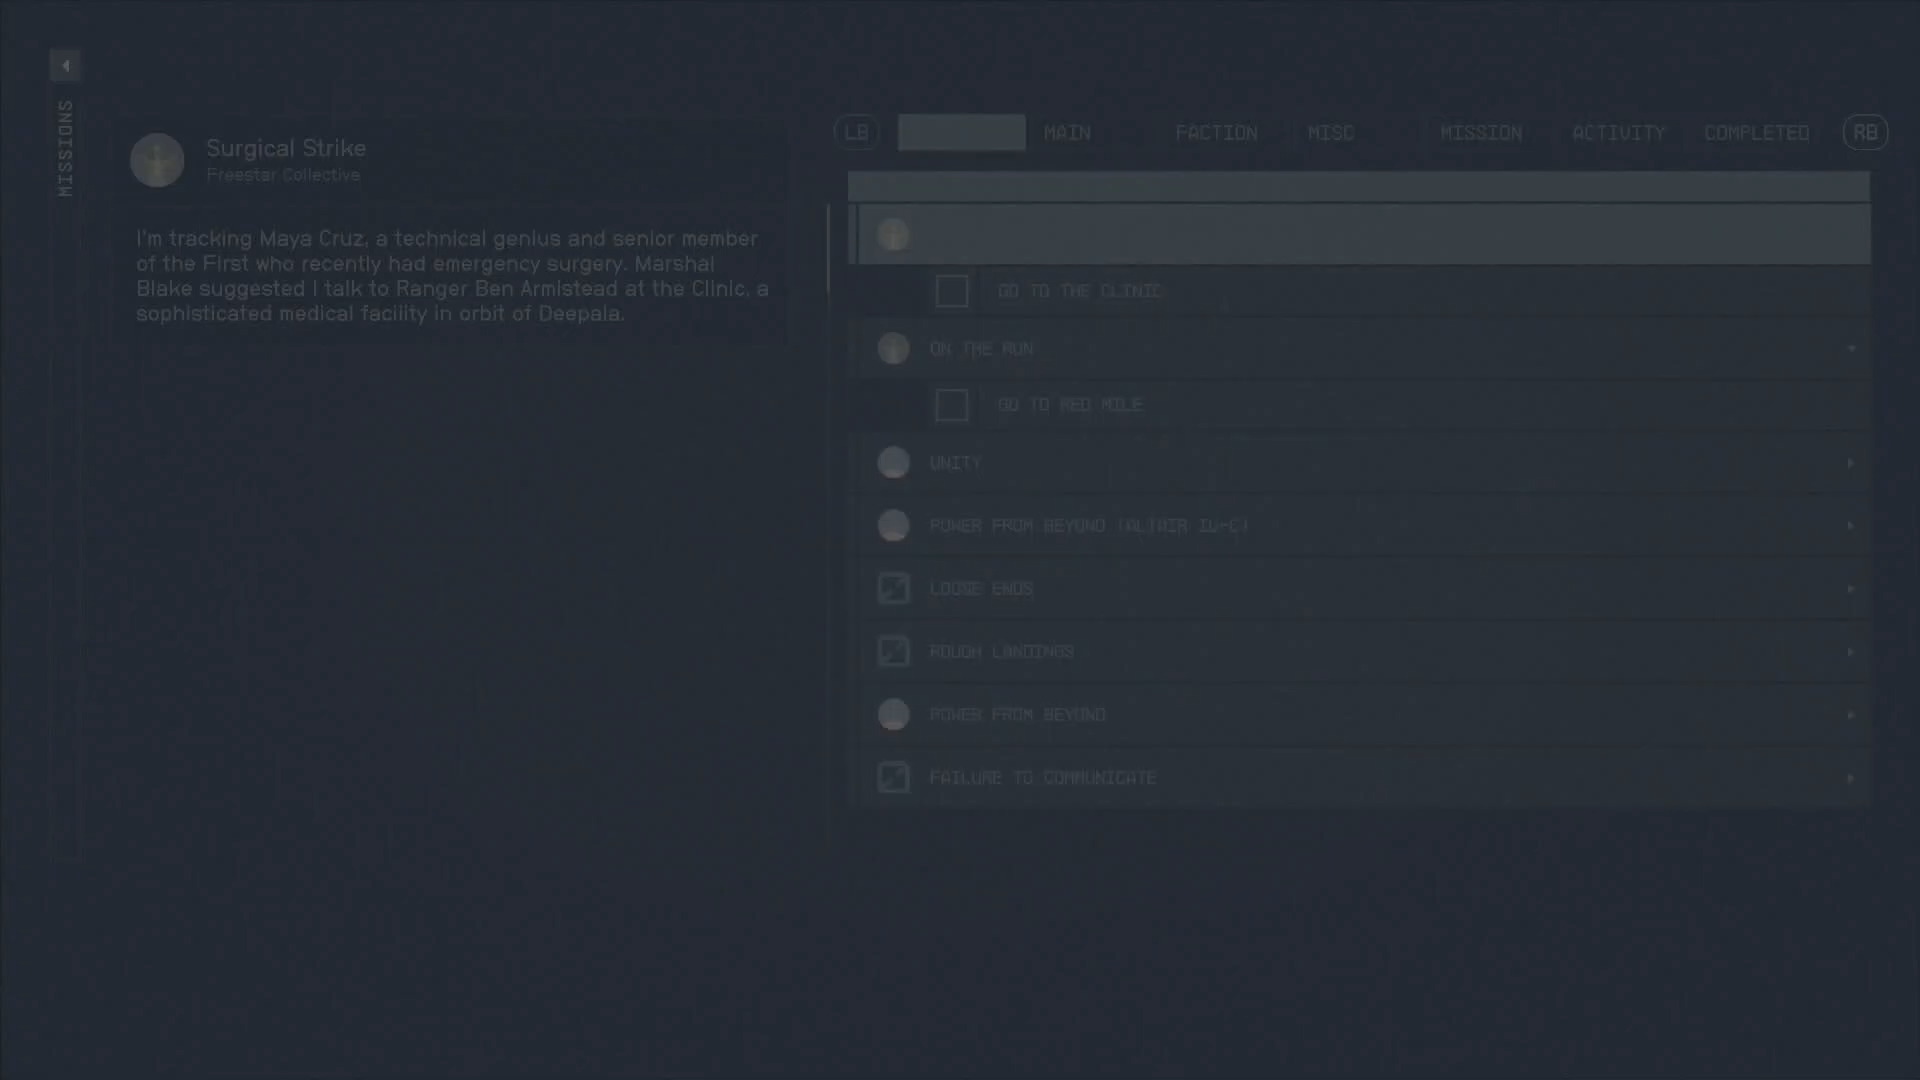 MISSIONS
Surgical Strike
Freestar Collective
I'm tracking Maya Cruz, a technical genius and senior member
of the First who recently had emergency surgery. Marshal
Blake suggested I talk to Ranger Ben Armistead at the Clinic, a
sophisticated medical facility in orbit of Deepala.
LB MAIN FACTION MISC MISSION ACTIVITY COMPLETED RB
GO TO THE CLINIC
ON THE RUN
GO TO RED MILE
UNITY
POWER FROM BEYOND (ALTAIR IV-C)
LOOSE ENDS
ROUGH LANDINGS
POWER FROM BEYOND
FAILURE TO COMMUNICATE